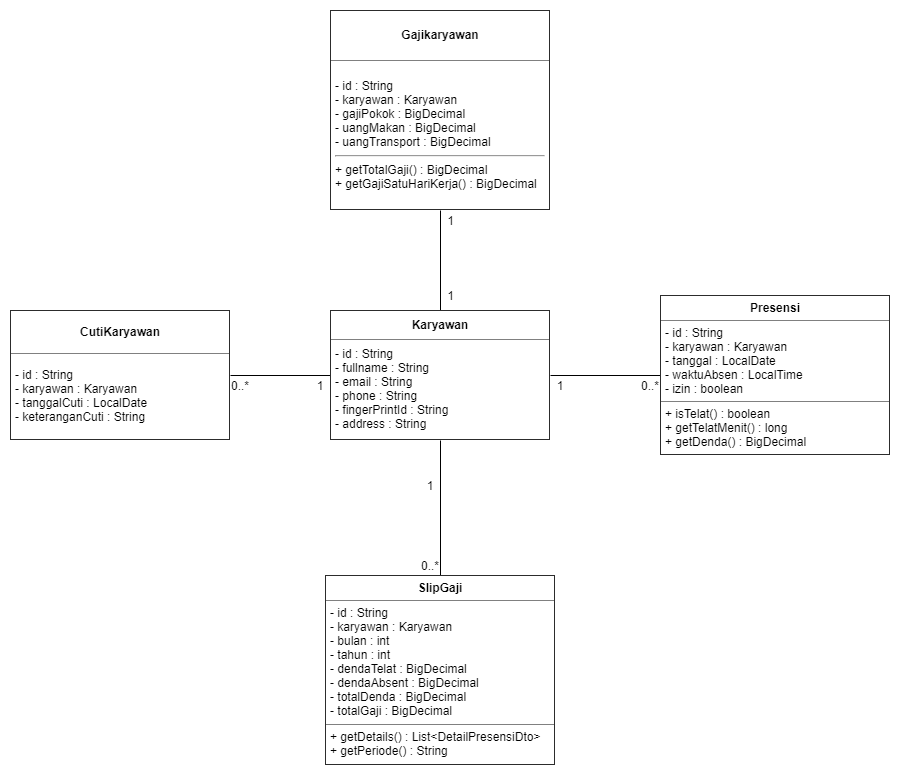 Gajikaryawan
- id : String
- karyawan : Karyawan
- gajiPokok : BigDecimal
- uangMakan : BigDecimal
- uangTransport : BigDecimal
+ getTotalGaji() : BigDecimal
+ getGajiSatuHariKerja() : BigDecimal
1
1
CutiKaryawan
- id : String
- karyawan : Karyawan
- tanggalCuti : LocalDate
- keteranganCuti : String
0..*
1
Karyawan
- id : String
- fullname : String
- email : String
- phone : String
- fingerPrintId : String
- address : String
1
0..*
Presensi
- id : String
- karyawan : Karyawan
- tanggal : LocalDate
- waktuAbsen : LocalTime
- izin : boolean
+ isTelat() : boolean
+ getTelatMenit() : long
+ getDenda() : BigDecimal
1
0..*
SlipGaji
- id : String
- karyawan : Karyawan
- bulan : int
- tahun : int
- dendaTelat : BigDecimal
- dendaAbsent : BigDecimal
- totalDenda : BigDecimal
- totalGaji : BigDecimal
+ getDetails() : List<DetailPresensiDto>
+ getPeriode() : String